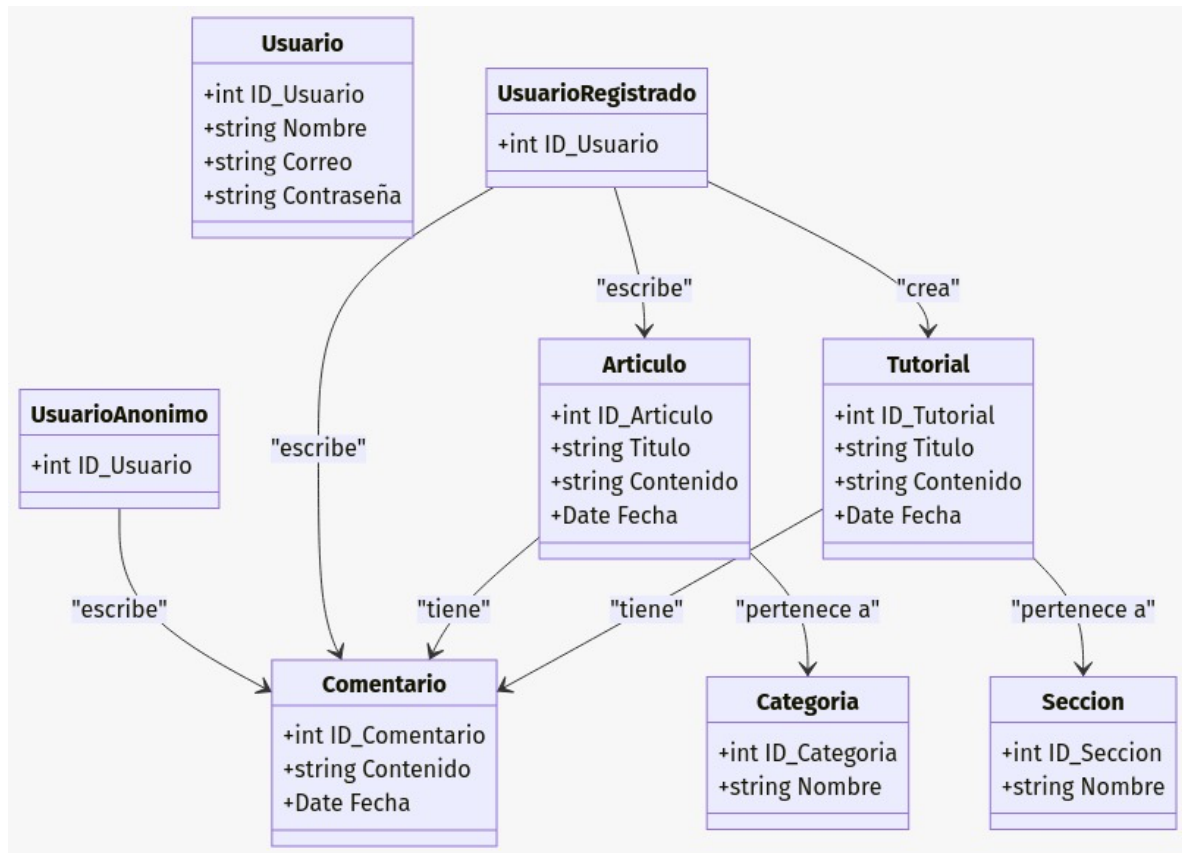 Usuario
+int ID_Usuario
+string Nombre
+string Correo
+string Contraseña
UsuarioRegistrado
+int ID_Usuario
"escribe"
"crea"
Articulo
+int ID_Articulo
+string Titulo
+string Contenido
+Date Fecha
Tutorial
+int ID_Tutorial
+string Titulo
+string Contenido
+Date Fecha
UsuarioAnonimo
+int ID_Usuario
"escribe"
"escribe"
"tiene"
"tiene"
"pertenece a"
"pertenece a"
Comentario
+int ID_Comentario
+string Contenido
+Date Fecha
Categoria
+int ID_Categoria
+string Nombre
Seccion
+int ID_Seccion
+string Nombre